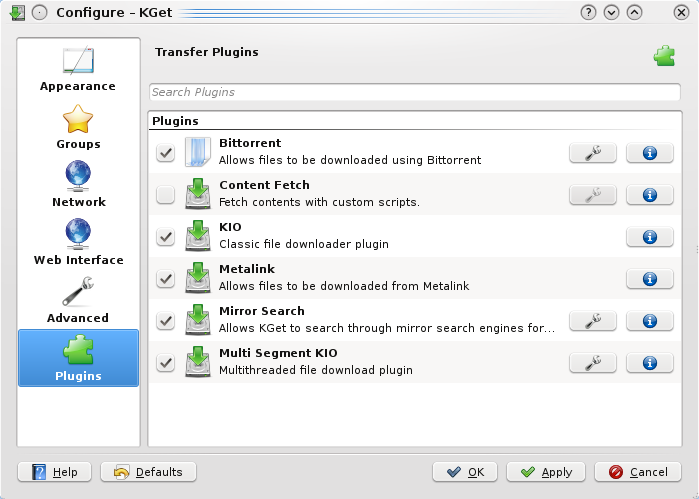 Configure – KGet
Appearance
Groups
Network
Web Interface
Advanced
Plugins
Transfer Plugins
Search Plugins
Plugins
Bittorrent
Allows files to be downloaded using Bittorrent
Content Fetch
Fetch contents with custom scripts.
KIO
Classic file downloader plugin
Metalink
Allows files to be downloaded from Metalink
Mirror Search
Allows KGet to search through mirror search engines for...
Multi Segment KIO
Multithreaded file download plugin
Help
Defaults
OK
Apply
Cancel